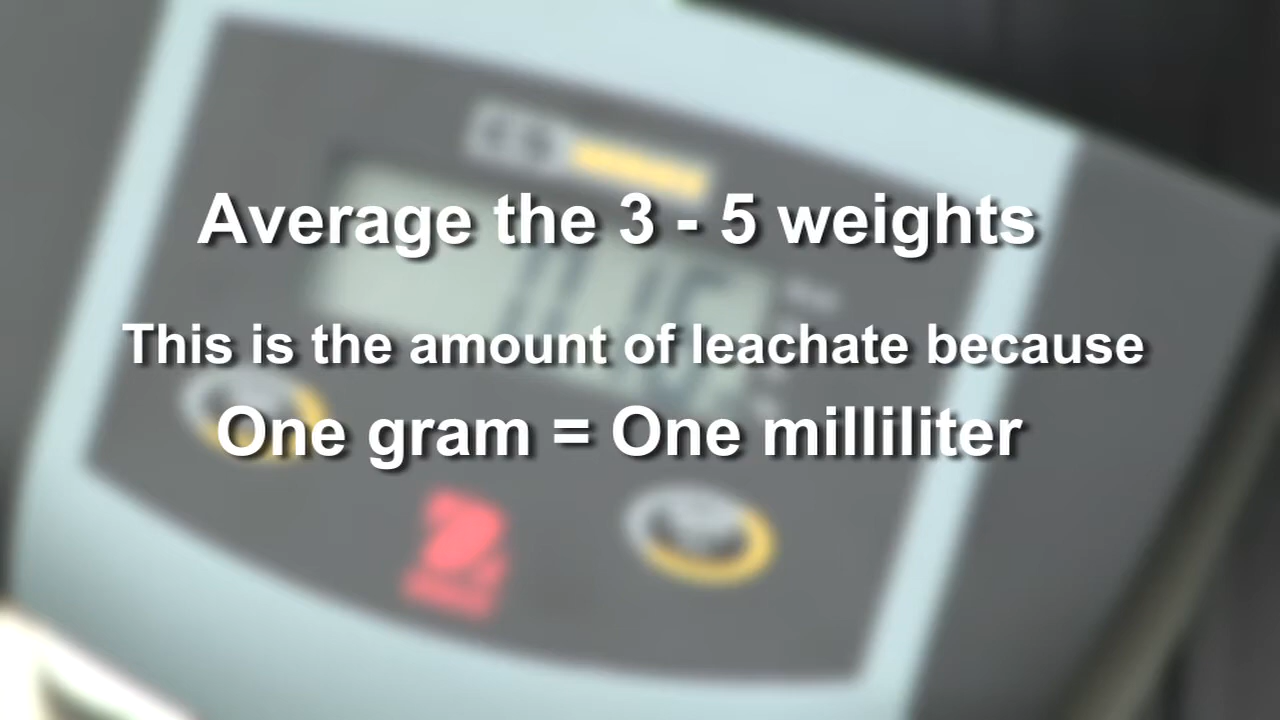 Average the 3 - 5 weights
This is the amount of leachate because
One gram = One milliliter